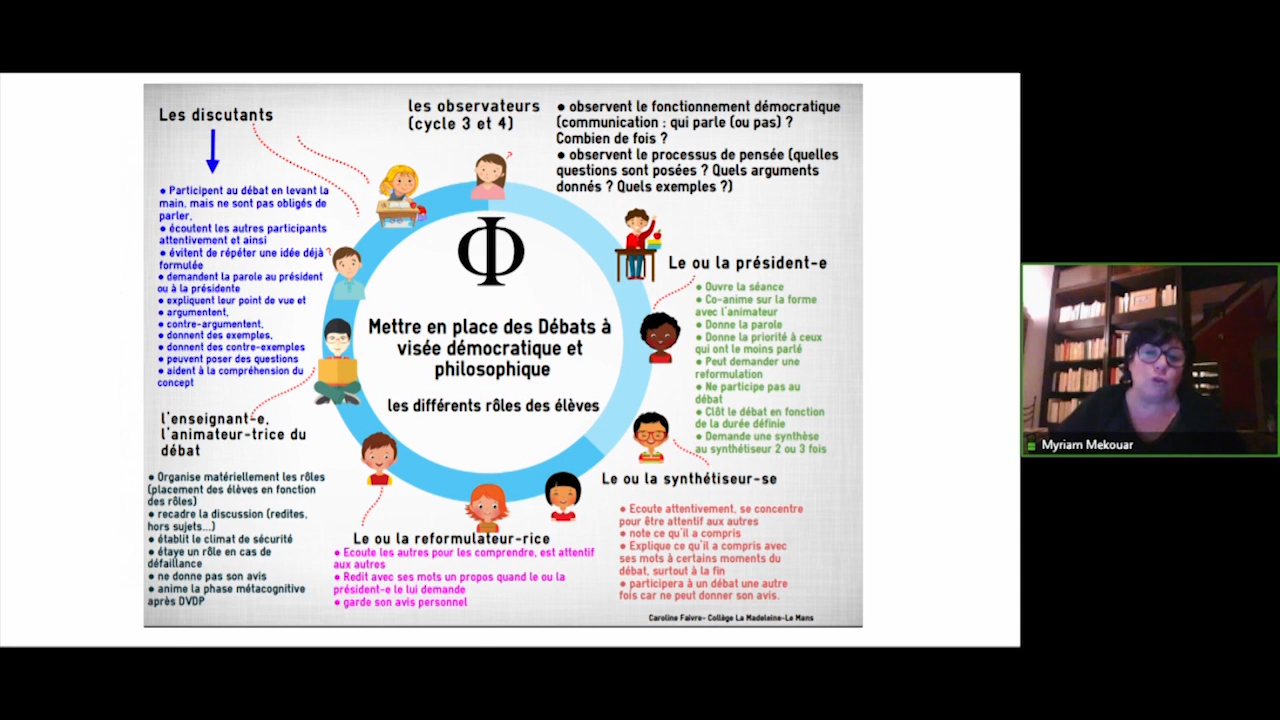 Les discutants
● Participent au débat en levant la
main, mais ne sont pas obligés de
parler,
● écoutent les autres participants
attentivement et ainsi
● évitent de répéter une idée déjà
formulée
● demandent la parole au président
ou à la présidente
● expliquent leur point de vue et
● argumentent,
● contre-argumentent,
● donnent des exemples,
● donnent des contre-exemples
● peuvent poser des questions
● aident à la compréhension du
concept
les observateurs
(cycle 3 et 4)
● observent le fonctionnement démocratique
(communication : qui parle (ou pas) ?
Combien de fois ?
● observent le processus de pensée (quelles
questions sont posées ? Quels arguments
donnés ? Quels exemples ?)
Le ou la président-e
● Ouvre la séance
● Co-anime sur la forme
avec l'animateur
● Donne la parole
● Donne la priorité à ceux
qui ont le moins parlé
● Peut demander une
reformulation
● Ne participe pas au
débat
● Clôt le débat en fonction
de la durée définie
● Demande une synthèse
au synthétiseur 2 ou 3 fois
Φ
Mettre en place des Débats à
visée démocratique et
philosophique
les différents rôles des élèves
l'enseignant-e,
l'animateur-trice du
débat
● Organise matériellement les rôles
(placement des élèves en fonction
des rôles)
● recadre la discussion (redites,
hors sujets...)
● établit le climat de sécurité
● étaye un rôle en cas de
défaillance
● ne donne pas son avis
● anime la phase métacognitive
après DVDP
Le ou la reformulateur-rice
● Ecoute les autres pour les comprendre, est attentif
aux autres
● Redit avec ses mots un propos quand le ou la
président-e le lui demande
● garde son avis personnel
Le ou la synthétiseur-se
● Ecoute attentivement, se concentre
pour être attentif aux autres
● note ce qu'il a compris
● Explique ce qu'il a compris avec
ses mots à certains moments du
débat, surtout à la fin
● participera à un débat une autre
fois car ne peut donner son avis.
Caroline Faivre- Collège La Madeleine-Le Mans
Myriam Mekouar